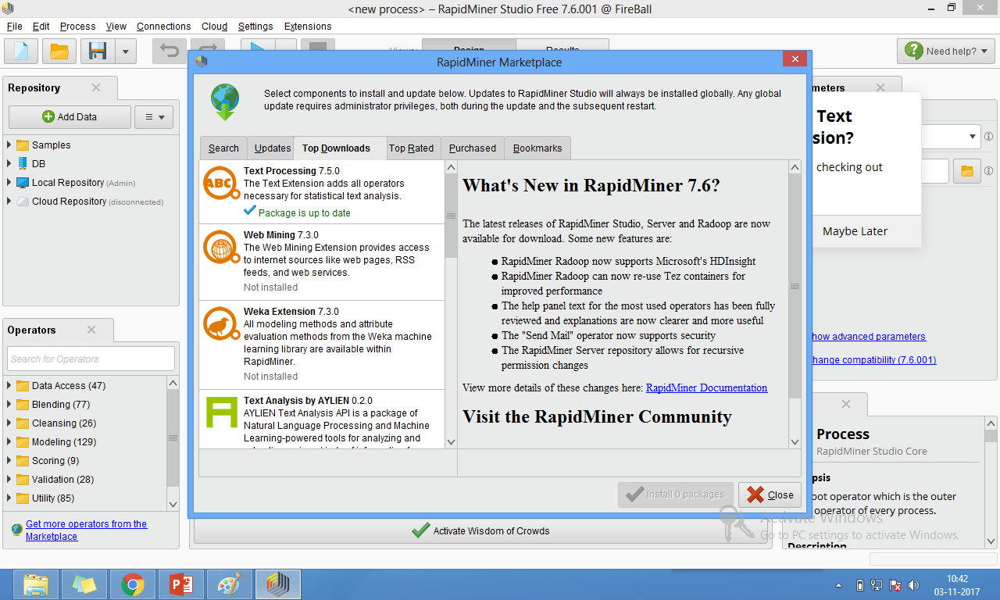 <new process> – RapidMiner Studio Free 7.6.001 @ FireBall
File Edit Process View Connections Cloud Settings Extensions
Need help?
RapidMiner Marketplace
Select components to install and update below. Updates to RapidMiner Studio will always be installed globally. Any global
update requires administrator privileges, both during the update and the subsequent restart.
Search Updates Top Downloads Top Rated Purchased Bookmarks
Text Processing 7.5.0
The Text Extension adds all operators
necessary for statistical text analysis.
Package is up to date
Web Mining 7.3.0
The Web Mining Extension provides access
to internet sources like web pages, RSS
feeds, and web services.
Not installed
Weka Extension 7.3.0
All modeling methods and attribute
evaluation methods from the Weka machine
learning library are available within
RapidMiner.
Not installed
ABC
Text Analysis by AYLIEN 0.2.0
AYLIEN Text Analysis API is a package of
Natural Language Processing and Machine
Learning-powered tools for analyzing and
What's New in RapidMiner 7.6?
The latest releases of RapidMiner Studio, Server and Radoop are now
available for download. Some new features are:
● RapidMiner Radoop now supports Microsoft's HDInsight
● RapidMiner Radoop can now re-use Tez containers for
improved performance
● The help panel text for the most used operators has been fully
reviewed and explanations are now clearer and more useful
● The "Send Mail" operator now supports security
● The RapidMiner Server repository allows for recursive
permission changes
View more details of these changes here: RapidMiner Documentation
Visit the RapidMiner Community
Install 0 packages
Close
Repository
Add Data
Samples
DB
Local Repository (Admin)
Cloud Repository (disconnected)
Operators
Search for Operators
Data Access (47)
Blending (77)
Cleansing (26)
Modeling (129)
Scoring (9)
Validation (28)
Utility (85)
Get more operators from the
Marketplace
Activate Wisdom of Crowds
meters
Text
sion?
checking out
Maybe Later
how advanced parameters
hange compatibility (7.6.001)
Process
RapidMiner Studio Core
psis
oot operator which is the outer
operator of every process.
Description
Activate Windows
Go to PC settings to activate Windows.
10:42
03-11-2017